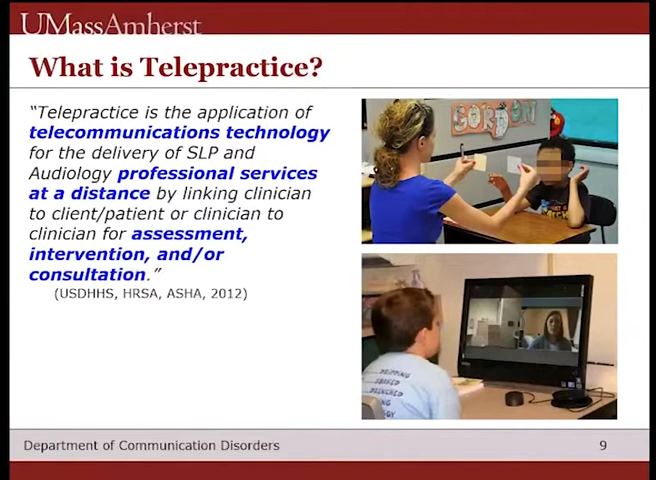 UMassAmherst
What is Telepractice?
“Telepractice is the application of
telecommunications technology
for the delivery of SLP and
Audiology professional services
at a distance by linking clinician
to client/patient or clinician to
clinician for assessment,
intervention, and/or
consultation.”
(USDHHS, HRSA, ASHA, 2012)
Department of Communication Disorders
9